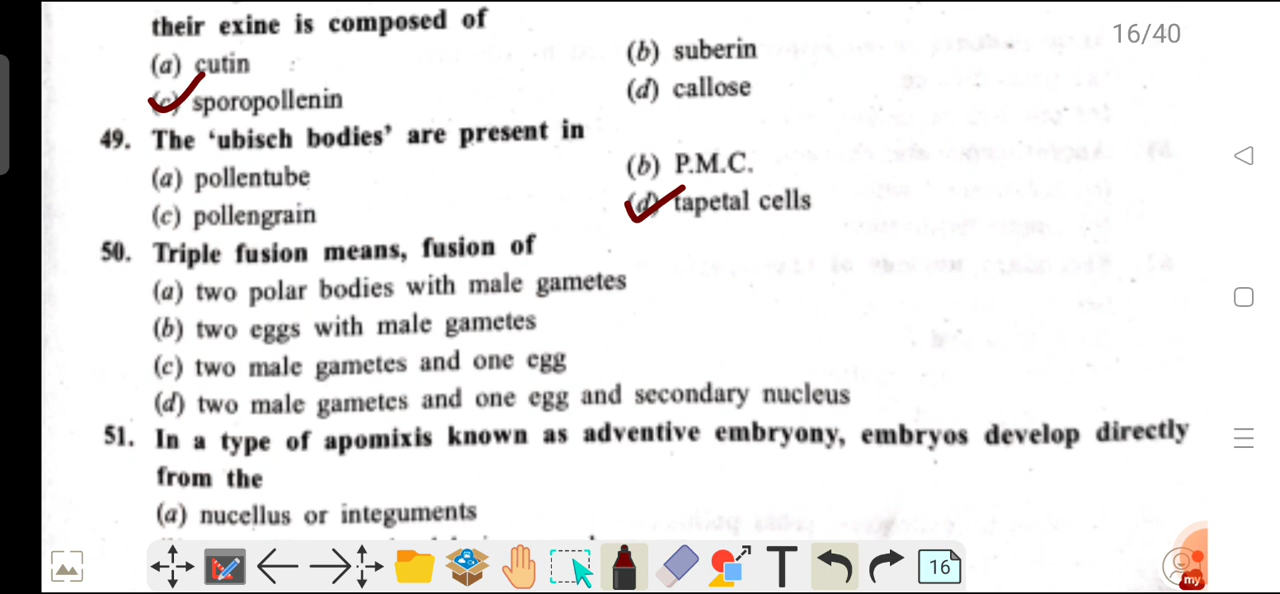 their exine is composed of
16/40
(a) cutin
(b) suberin
(c) sporopollenin
(d) callose
49. The 'ubisch bodies' are present in
(a) pollentube
(b) P.M.C.
(c) pollengrain
(d) tapetal cells
50. Triple fusion means, fusion of
(a) two polar bodies with male gametes
(b) two eggs with male gametes
(c) two male gametes and one egg
(d) two male gametes and one egg and secondary nucleus
51. In a type of apomixis known as adventive embryony, embryos develop directly
from the
(a) nucellus or integuments
T
16
my